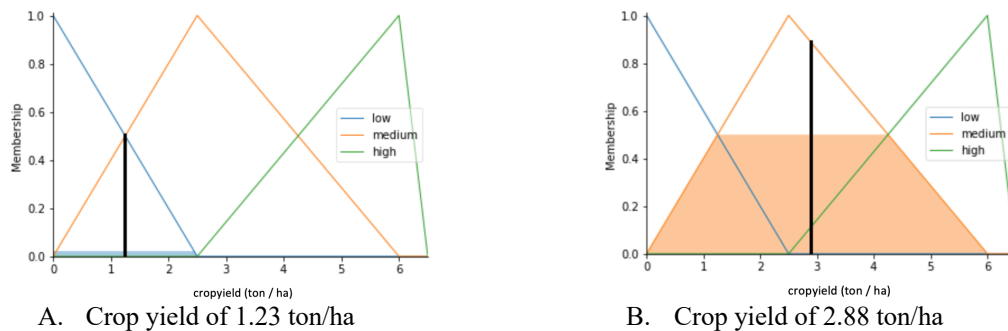 1.0
0.8
0.6
0.4
0.2
0.0
Membership
low
medium
high
0 1 2 3 4 5 6
cropyield (ton / ha)
A. Crop yield of 1.23 ton/ha
1.0
0.8
0.6
0.4
0.2
0.0
Membership
low
medium
high
0 1 2 3 4 5 6
cropyield (ton / ha)
B. Crop yield of 2.88 ton/ha